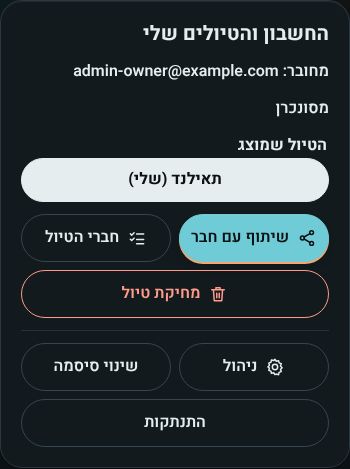 החשבון והטיולים שלי
מחובר: admin-owner@example.com
מסונכרן
הטיול שמוצג
תאילנד (שלי)
שיתוף עם חבר
חברי הטיול
מחיקת טיול
ניהול
שינוי סיסמה
התנתקות